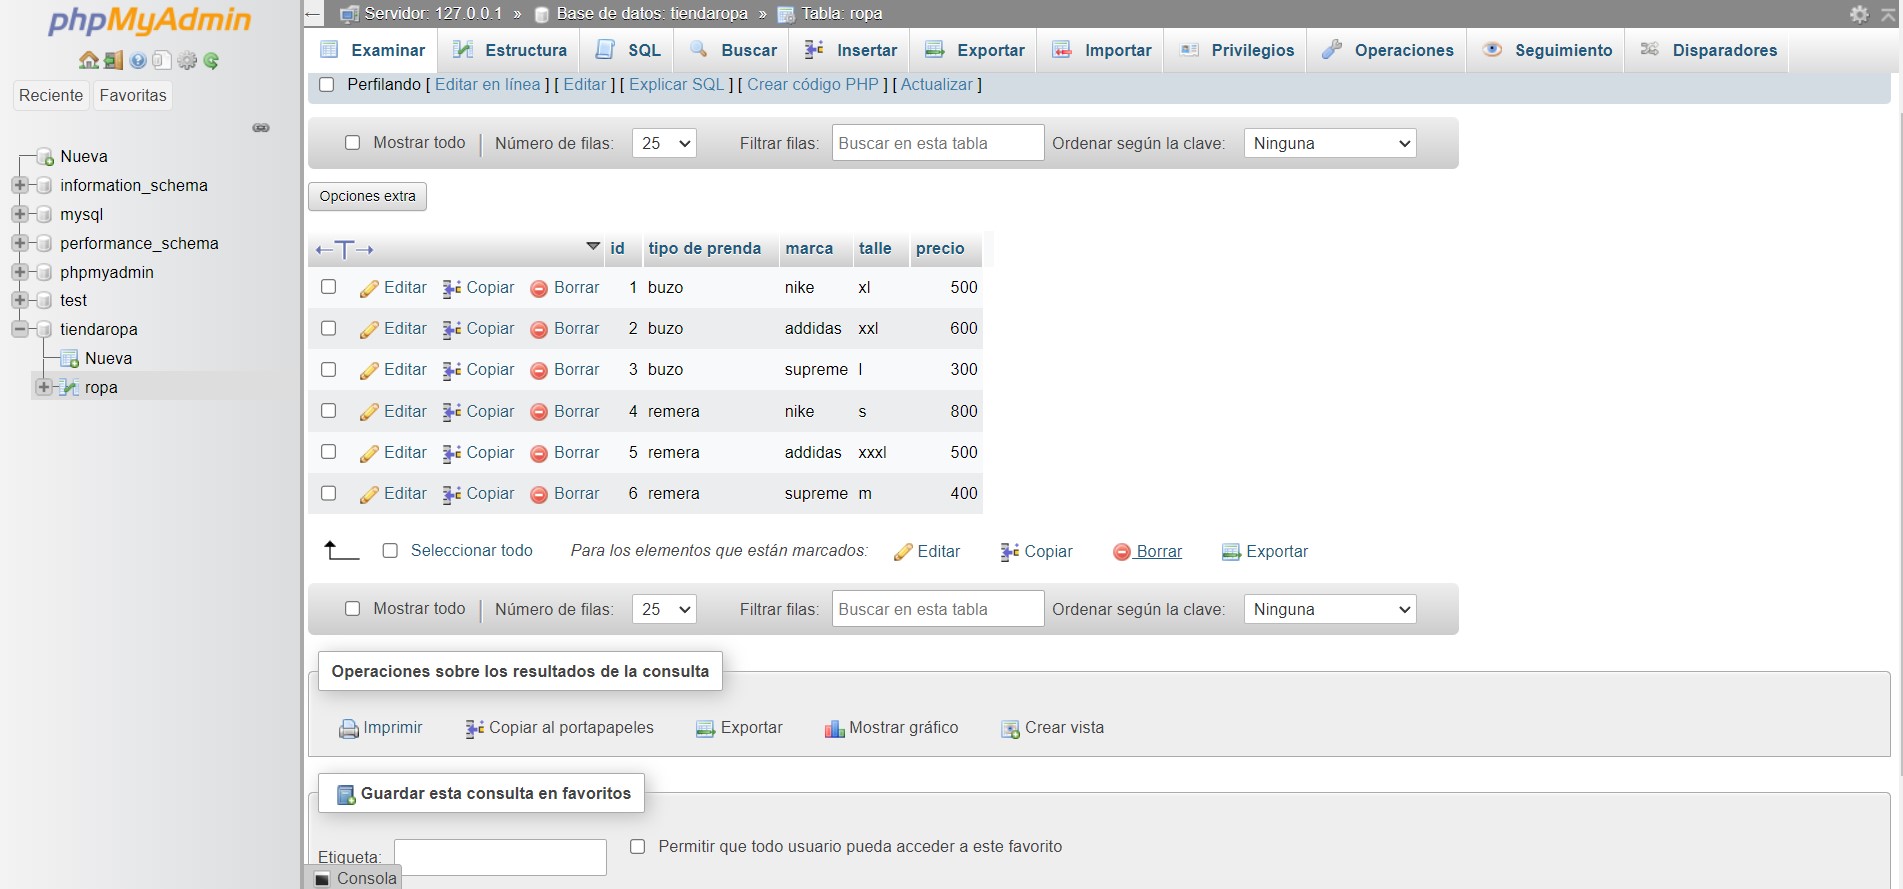 phpMyAdmin
Reciente Favoritas
Nueva
information_schema
mysql
performance_schema
phpmyadmin
test
tiendaropa
Nueva
ropa
Servidor: 127.0.0.1 » Base de datos: tiendaropa » Tabla: ropa
Examinar Estructura SQL Buscar Insertar Exportar Importar Privilegios Operaciones Seguimiento Disparadores
Perfilando [ Editar en línea ] [ Editar ] [ Explicar SQL ] [ Crear código PHP ] [ Actualizar ]
Mostrar todo Número de filas: 25 Filtrar filas: Buscar en esta tabla Ordenar según la clave: Ninguna
Opciones extra
←T→ id tipo de prenda marca talle precio
Editar Copiar Borrar 1 buzo nike xl 500
Editar Copiar Borrar 2 buzo addidas xxl 600
Editar Copiar Borrar 3 buzo supreme l 300
Editar Copiar Borrar 4 remera nike s 800
Editar Copiar Borrar 5 remera addidas xxxl 500
Editar Copiar Borrar 6 remera supreme m 400
Seleccionar todo Para los elementos que están marcados: Editar Copiar Borrar Exportar
Mostrar todo Número de filas: 25 Filtrar filas: Buscar en esta tabla Ordenar según la clave: Ninguna
Operaciones sobre los resultados de la consulta
Imprimir Copiar al portapapeles Exportar Mostrar gráfico Crear vista
Guardar esta consulta en favoritos
Etiqueta: Permitir que todo usuario pueda acceder a este favorito
Consola